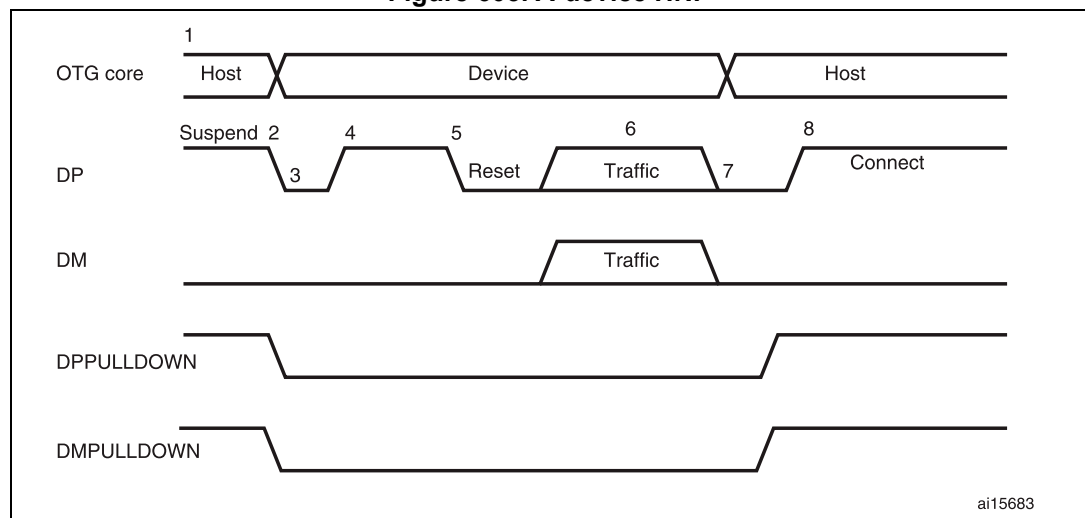 1
OTG core Host Device Host
Suspend 2 4 5 6 8
DP 3 Reset Traffic 7 Connect
DM Traffic
DPPULLDOWN
DMPULLDOWN
ai15683